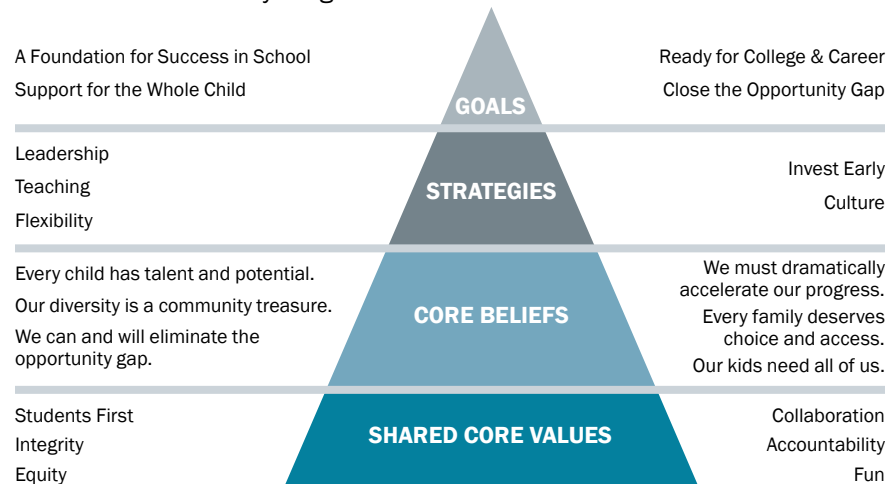 A Foundation for Success in School
Support for the Whole Child
GOALS
Ready for College & Career
Close the Opportunity Gap
Leadership
Teaching
Flexibility
STRATEGIES
Invest Early
Culture
Every child has talent and potential.
Our diversity is a community treasure.
We can and will eliminate the
opportunity gap.
CORE BELIEFS
We must dramatically
accelerate our progress.
Every family deserves
choice and access.
Our kids need all of us.
Students First
Integrity
Equity
SHARED CORE VALUES
Collaboration
Accountability
Fun